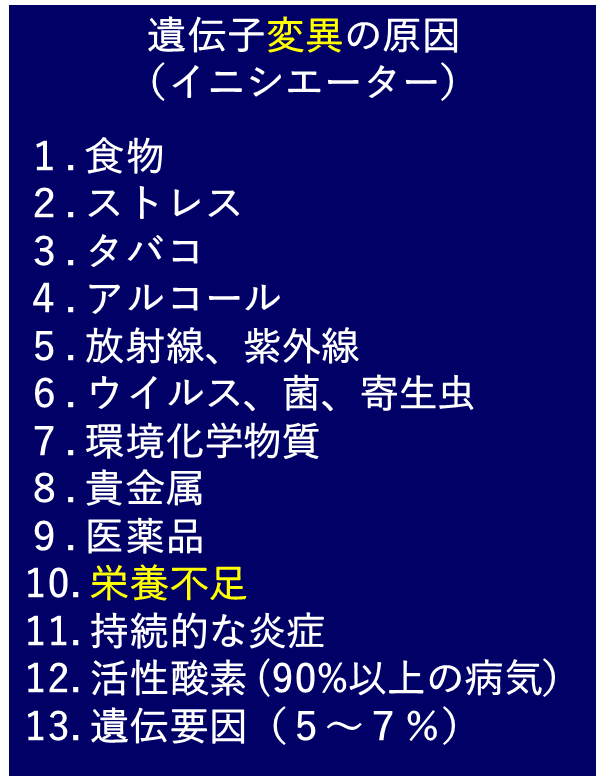 遺伝子変異の原因
（イニシエーター）
１.食物
２.ストレス
３.タバコ
４.アルコール
５.放射線、紫外線
６.ウイルス、菌、寄生虫
７.環境化学物質
８.貴金属
９.医薬品
10.栄養不足
11.持続的な炎症
12.活性酸素(90%以上の病気)
13.遺伝要因（５〜７%）